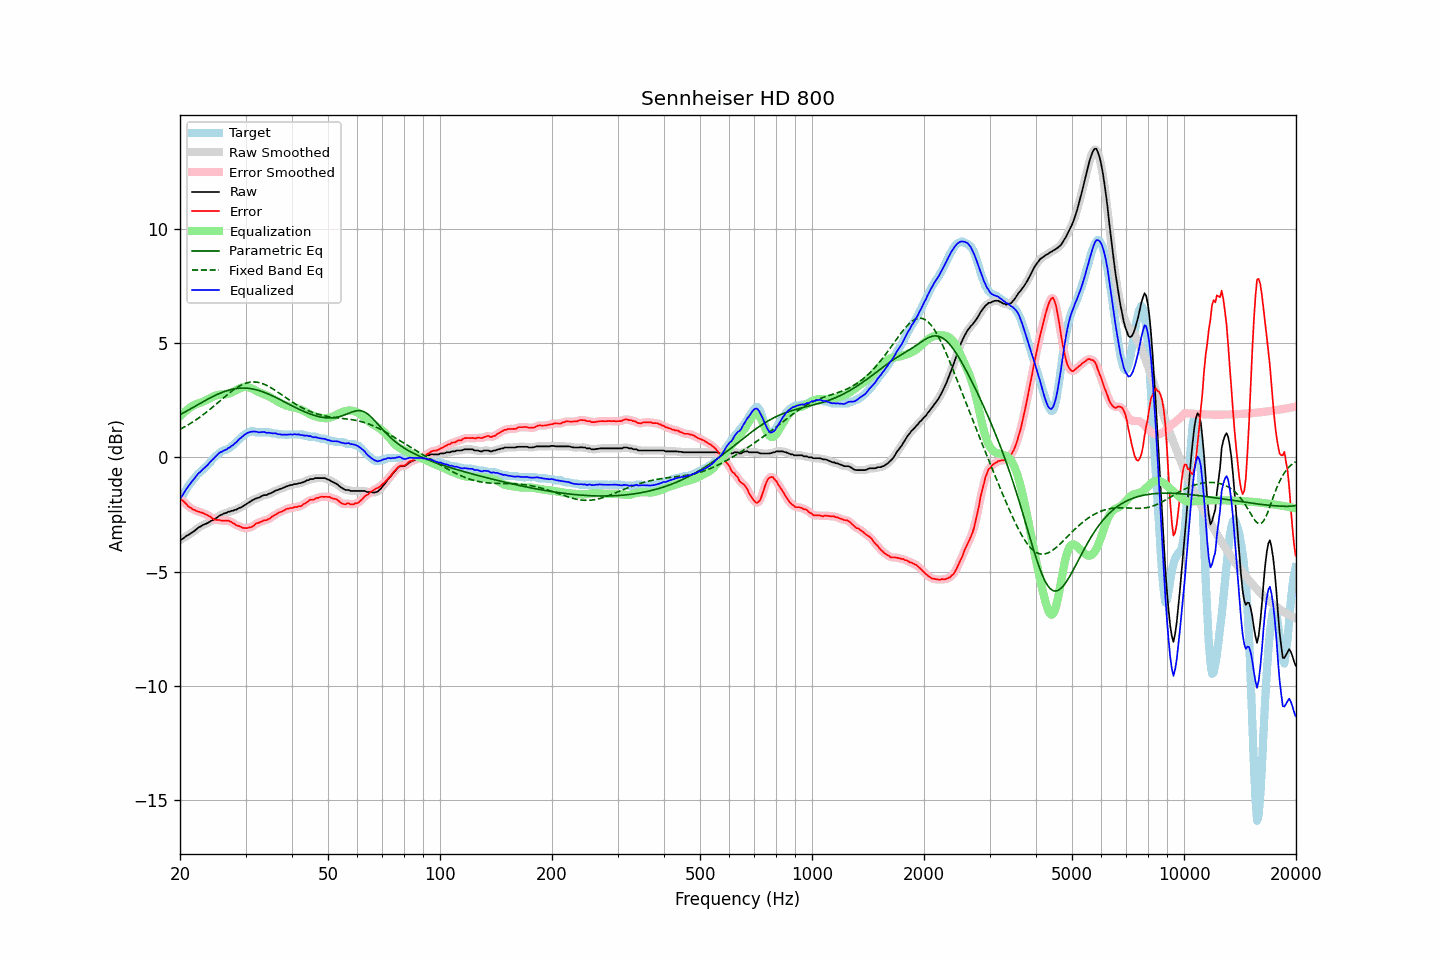 Sennheiser HD 800
Target
Raw Smoothed
Error Smoothed
Raw
Error
Equalization
Parametric Eq
Fixed Band Eq
Equalized
Amplitude (dBr)
10
5
0
−5
−10
−15
20
50
100
200
500
1000
2000
5000
10000
20000
Frequency (Hz)